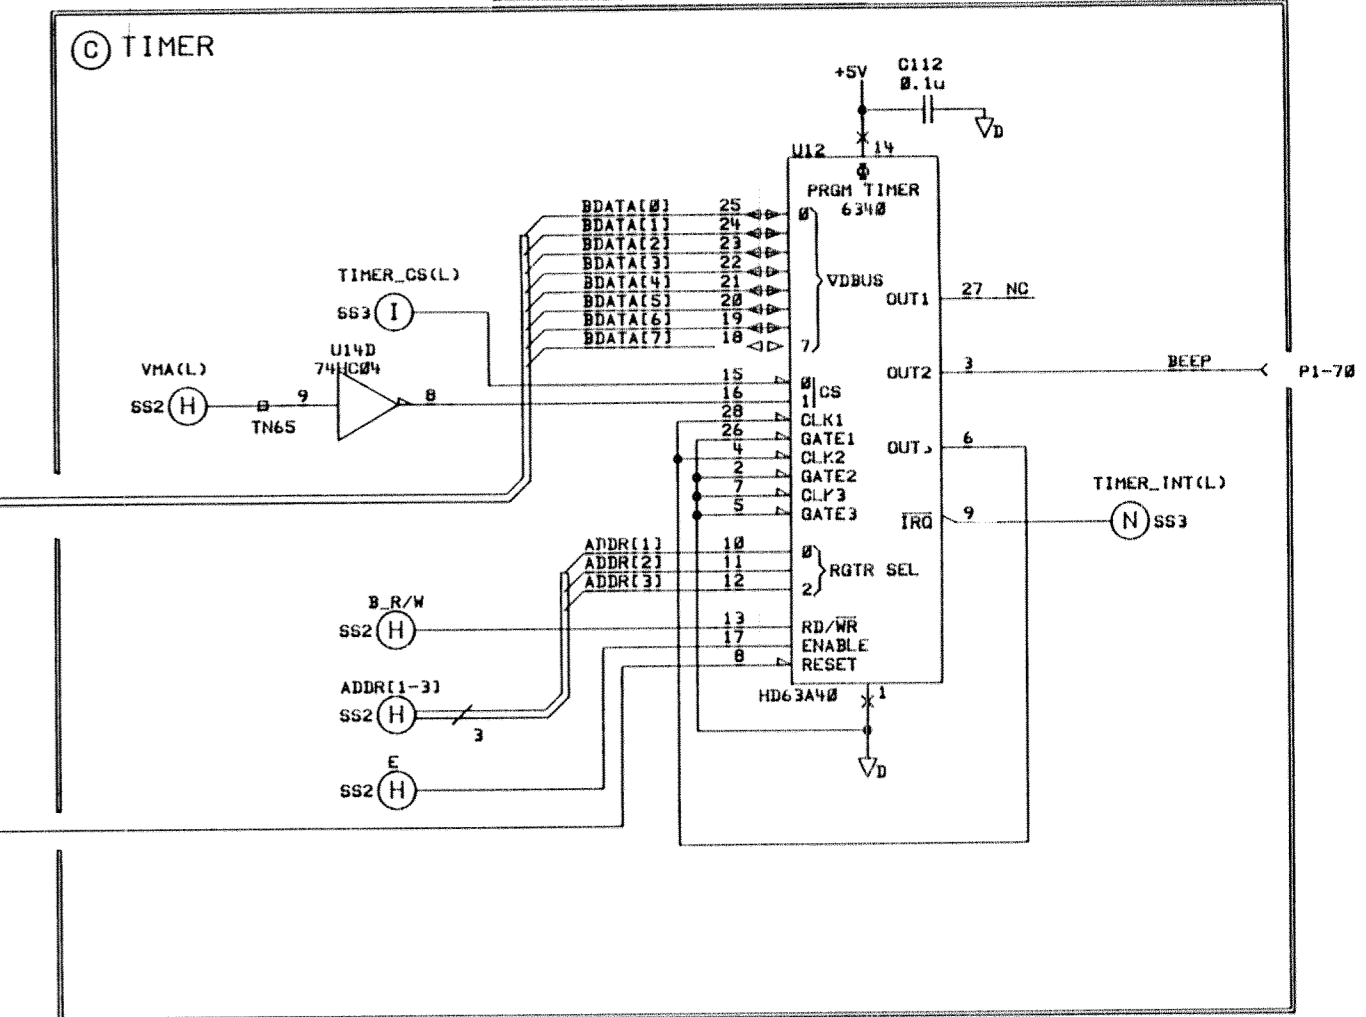 C TIMER
+5V
C112
0.1u
D
U12
14
PRGM TIMER
6340
BDATA[0] 25 0
BDATA[1] 24
BDATA[2] 23
BDATA[3] 22
BDATA[4] 21
BDATA[5] 20
BDATA[6] 19
BDATA[7] 18 7
VDBUS
OUT1 27 NC
TIMER_CS(L)
SS3 I
U14D
74HC04
VMA(L)
SS2 H
TN65
9
8
OUT2 3 BEEP P1-70
15 0
16 1
CS
28 CLK1
26 GATE1
4 CLK2
2 GATE2
7 CLK3
5 GATE3
6
TIMER_INT(L)
IRQ 9 N SS3
ADDR[1] 10 0
ADDR[2] 11
ADDR[3] 12 2
RGTR SEL
B_R/W
SS2 H
13 RD/WR
17 ENABLE
8 RESET
ADDR[1-3]
SS2 H
3
HD63A40
1
D
E
SS2 H